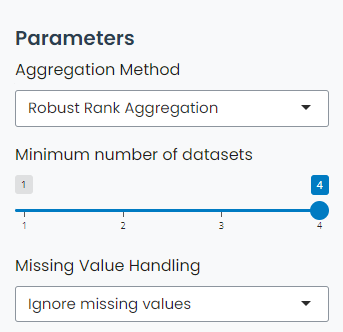 Parameters
Aggregation Method
Robust Rank Aggregation
Minimum number of datasets
1 4
1 2 3 4
Missing Value Handling
Ignore missing values